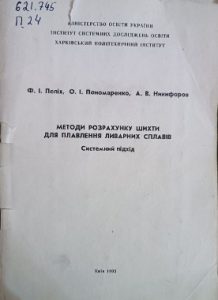 621.745
П 24
МІНІСТЕРСТВО ОСВІТИ УКРАЇНИ
ІНСТИТУТ СИСТЕМНИХ ДОСЛІДЖЕНЬ ОСВІТИ
ХАРКІВСЬКИЙ ПОЛІТЕХНІЧНИЙ ІНСТИТУТ
Ф. І. О. І. Пономаренко, А. В. Никифоров
МЕТОДИ РОЗРАХУНКУ ШИХТИ
ДЛЯ ПЛАВЛЕННЯ ЛИВАРНИХ СПЛАВІВ
Системний підхід
Київ 1993